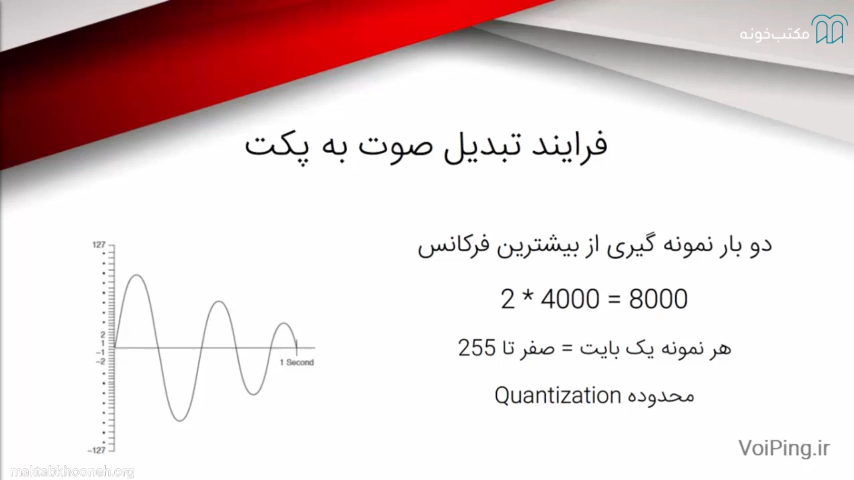 مکتب‌خونه
فرایند تبدیل صوت به پکت
دو بار نمونه گیری از بیشترین فرکانس
2 * 4000 = 8000
هر نمونه یک بایت = صفر تا 255
محدوده Quantization
127
2
1
-1
-2
-127
1 Second
VoiPing.ir
maktabkhooneh.org